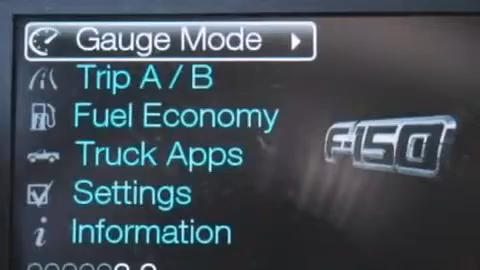 Gauge Mode
Trip A / B
Fuel Economy
F-150
Truck Apps
Settings
Information